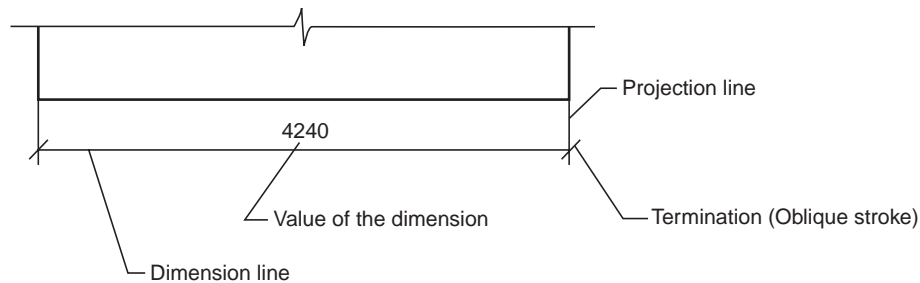 Projection line
4240
Value of the dimension
Termination (Oblique stroke)
Dimension line